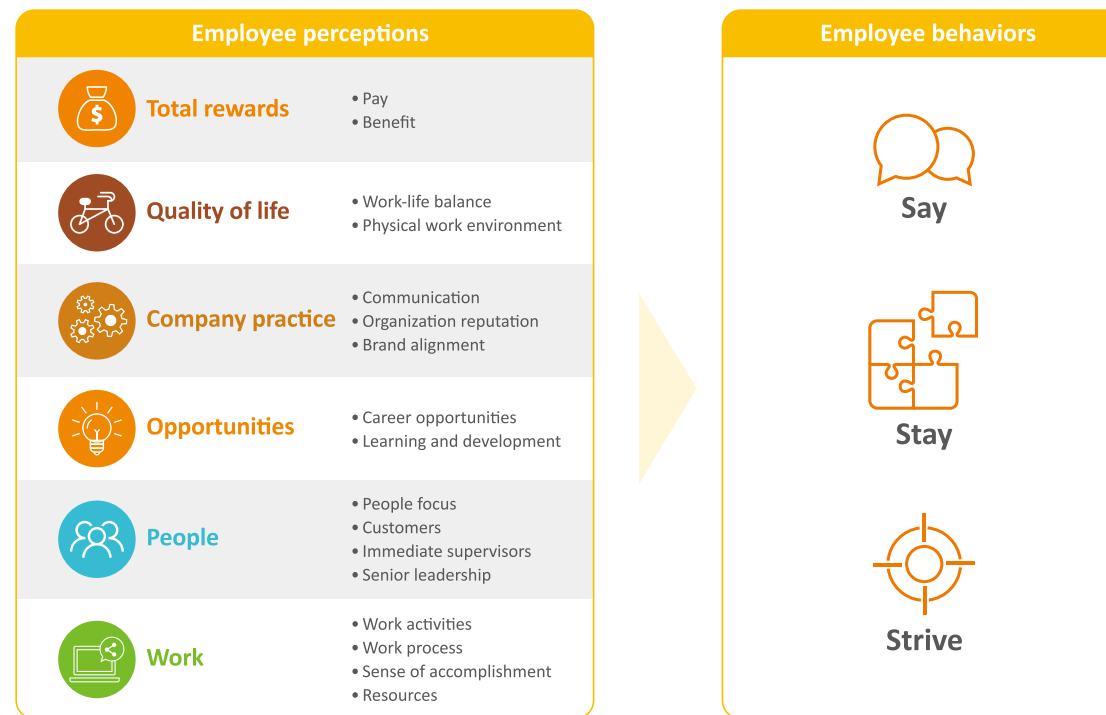 Employee perceptions
Total rewards
• Pay
• Benefit
Quality of life
• Work-life balance
• Physical work environment
Company practice
• Communication
• Organization reputation
• Brand alignment
Opportunities
• Career opportunities
• Learning and development
People
• People focus
• Customers
• Immediate supervisors
• Senior leadership
Work
• Work activities
• Work process
• Sense of accomplishment
• Resources
Employee behaviors
Say
Stay
Strive